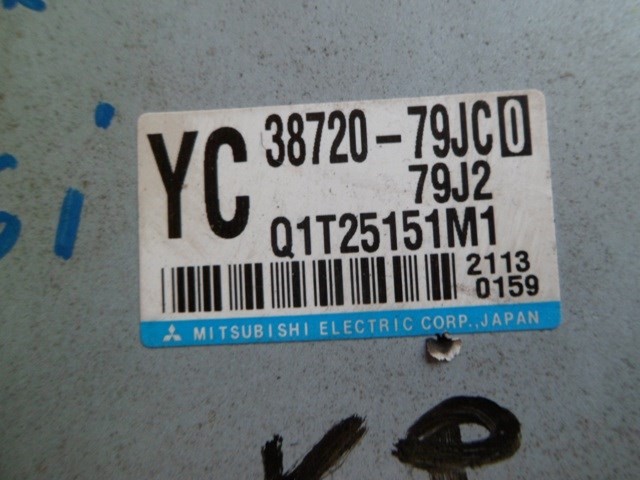 YC 38720-79JC0
79J2
Q1T25151M1
2113
0159
MITSUBISHI ELECTRIC CORP., JAPAN